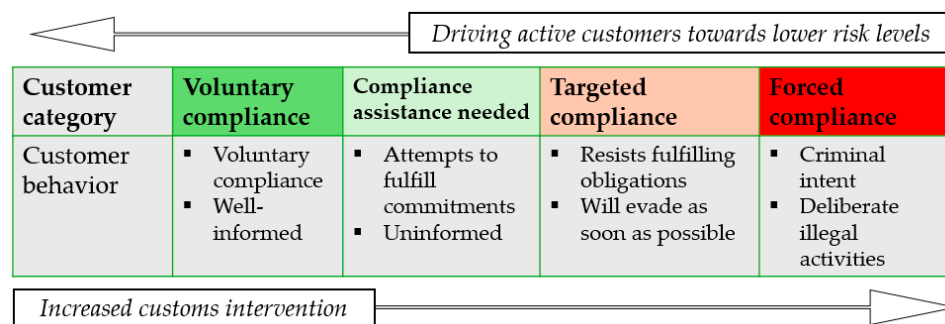 Driving active customers towards lower risk levels
Customer
category
Voluntary
compliance
Compliance
assistance needed
Targeted
compliance
Forced
compliance
Customer
behavior
▪ Voluntary
compliance
▪ Well-
informed
▪ Attempts to
fulfill
commitments
▪ Uninformed
▪ Resists fulfilling
obligations
▪ Will evade as
soon as possible
▪ Criminal
intent
▪ Deliberate
illegal
activities
Increased customs intervention